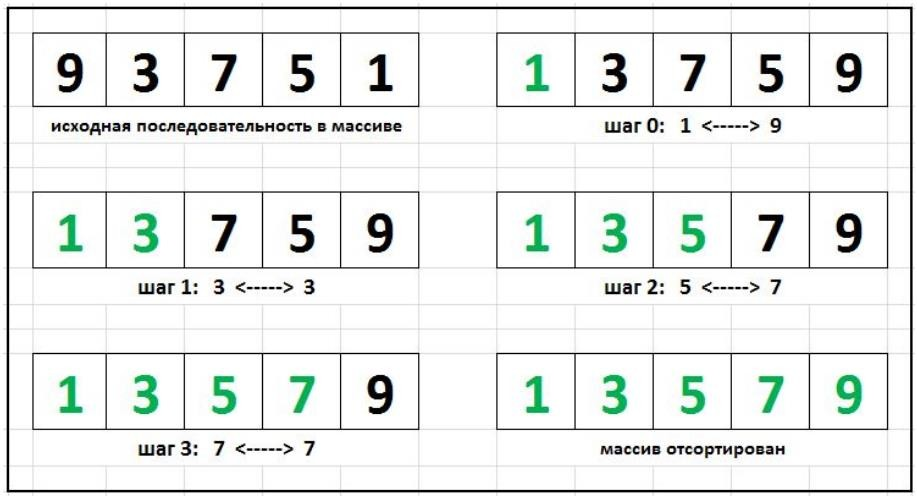 9 3 7 5 1
исходная последовательность в массиве
1 3 7 5 9
шаг 0: 1 <-----> 9
1 3 7 5 9
шаг 1: 3 <-----> 3
1 3 5 7 9
шаг 2: 5 <-----> 7
1 3 5 7 9
шаг 3: 7 <-----> 7
1 3 5 7 9
массив отсортирован